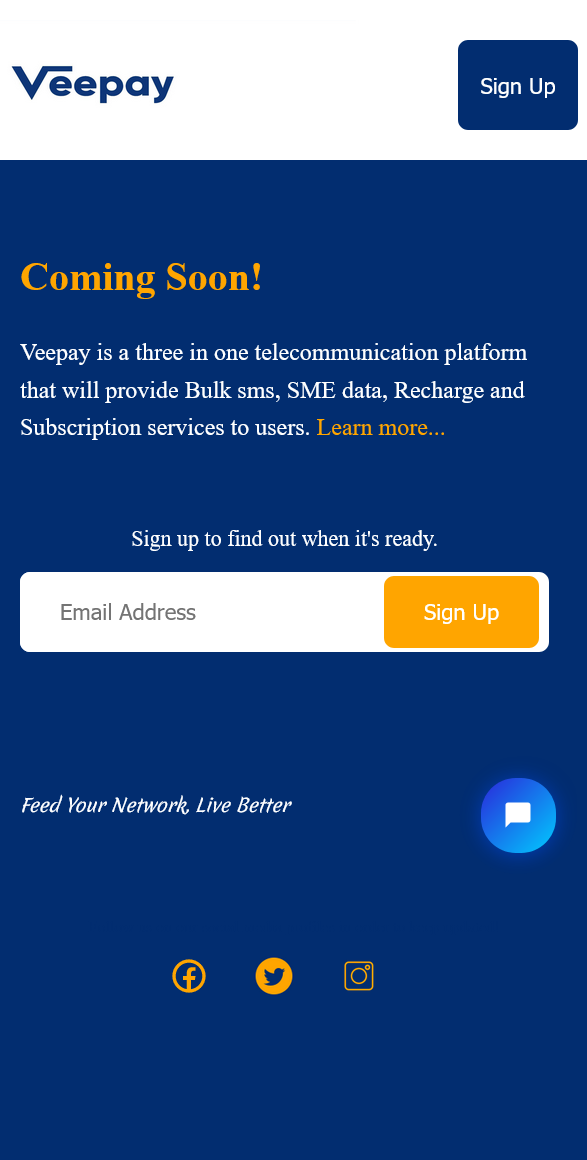 Veepay
Sign Up
Coming Soon!
Veepay is a three in one telecommunication platform
that will provide Bulk sms, SME data, Recharge and
Subscription services to users. Learn more...
Sign up to find out when it's ready.
Email Address
Sign Up
Feed Your Network, Live Better